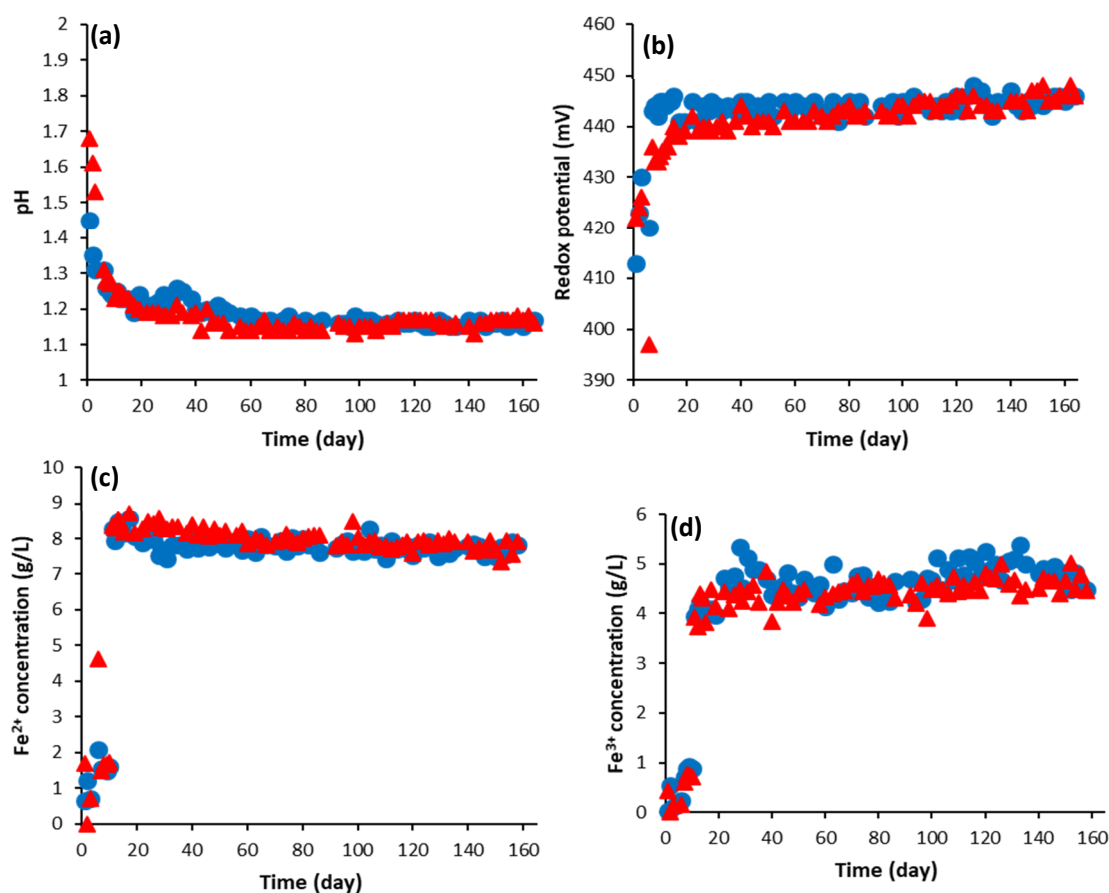 (a)
2
1.9
1.8
1.7
1.6
1.5
1.4
1.3
1.2
1.1
1
pH
0 20 40 60 80 100 120 140 160
Time (day)
(b)
460
450
440
430
420
410
400
390
Redox potential (mV)
0 20 40 60 80 100 120 140 160
Time (day)
(c)
10
9
8
7
6
5
4
3
2
1
0
Fe²⁺ concentration (g/L)
0 20 40 60 80 100 120 140 160
Time (day)
(d)
6
5
4
3
2
1
0
Fe³⁺ concentration (g/L)
0 20 40 60 80 100 120 140 160
Time (day)